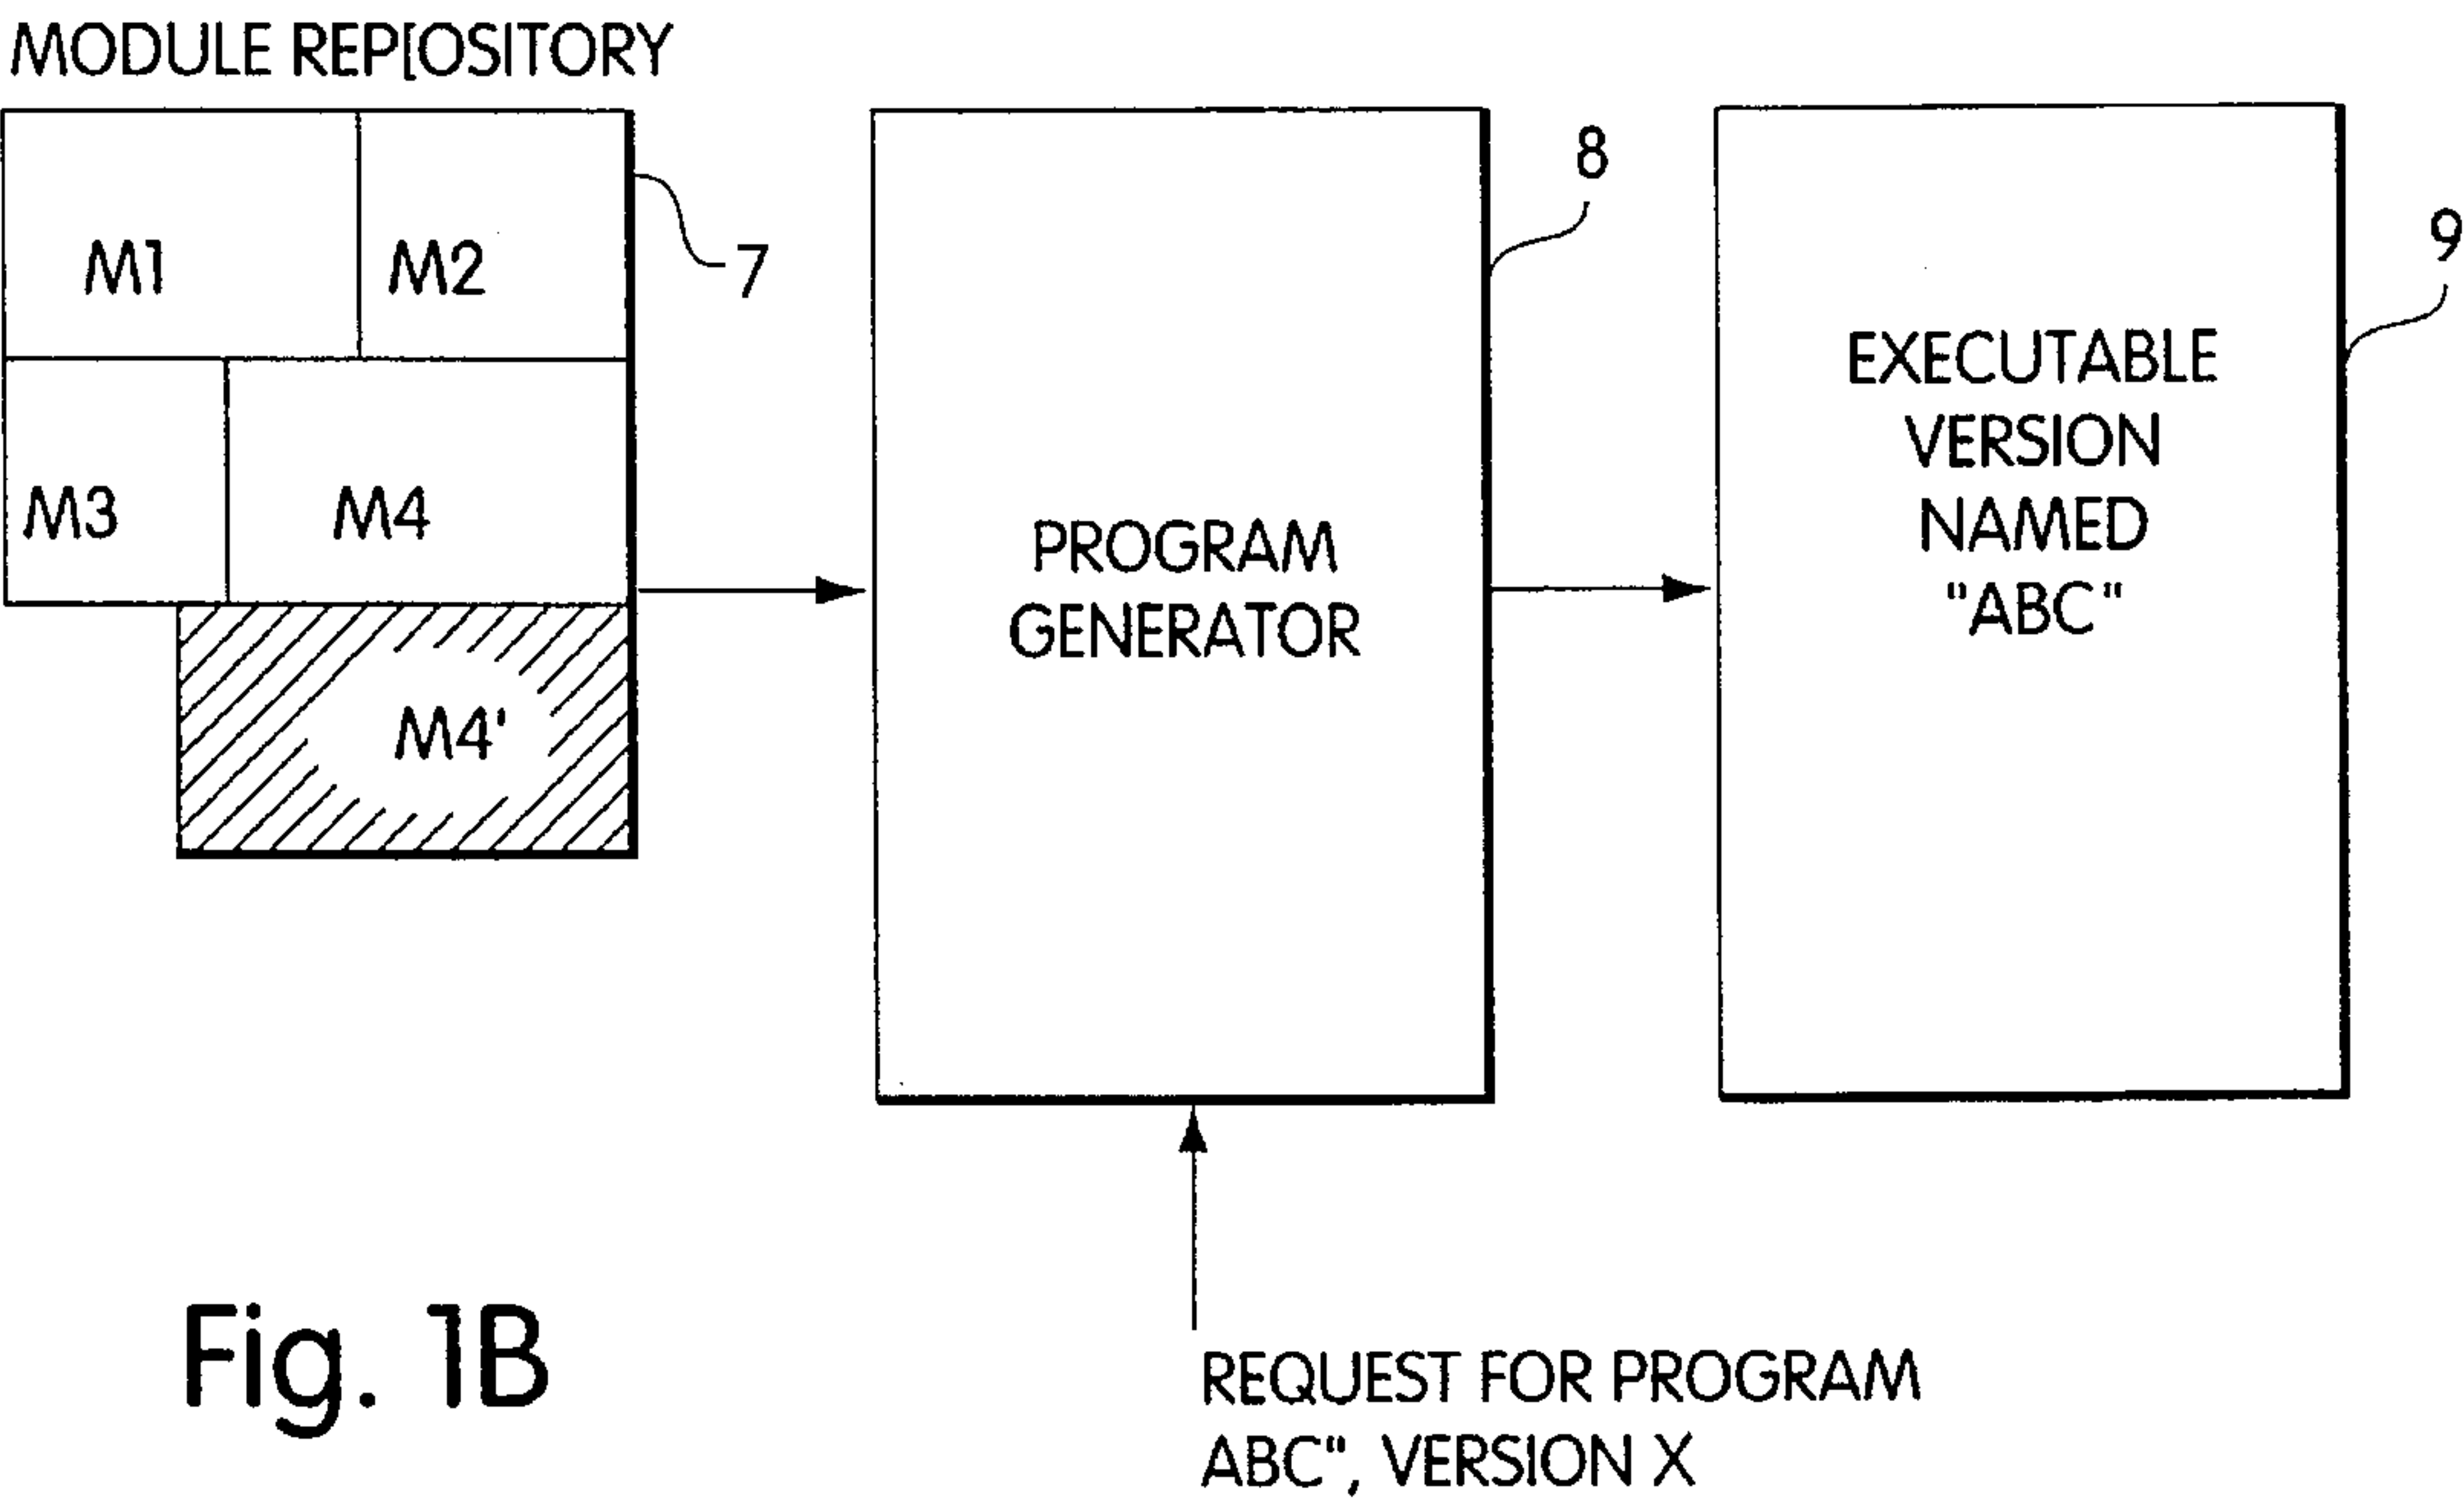 MODULE REP[OSITORY
M1
M2
7
8
9
M3
M4
M4'
PROGRAM
GENERATOR
EXECUTABLE
VERSION
NAMED
"ABC"
REQUEST FOR PROGRAM
ABC", VERSION X
Fig. 1B